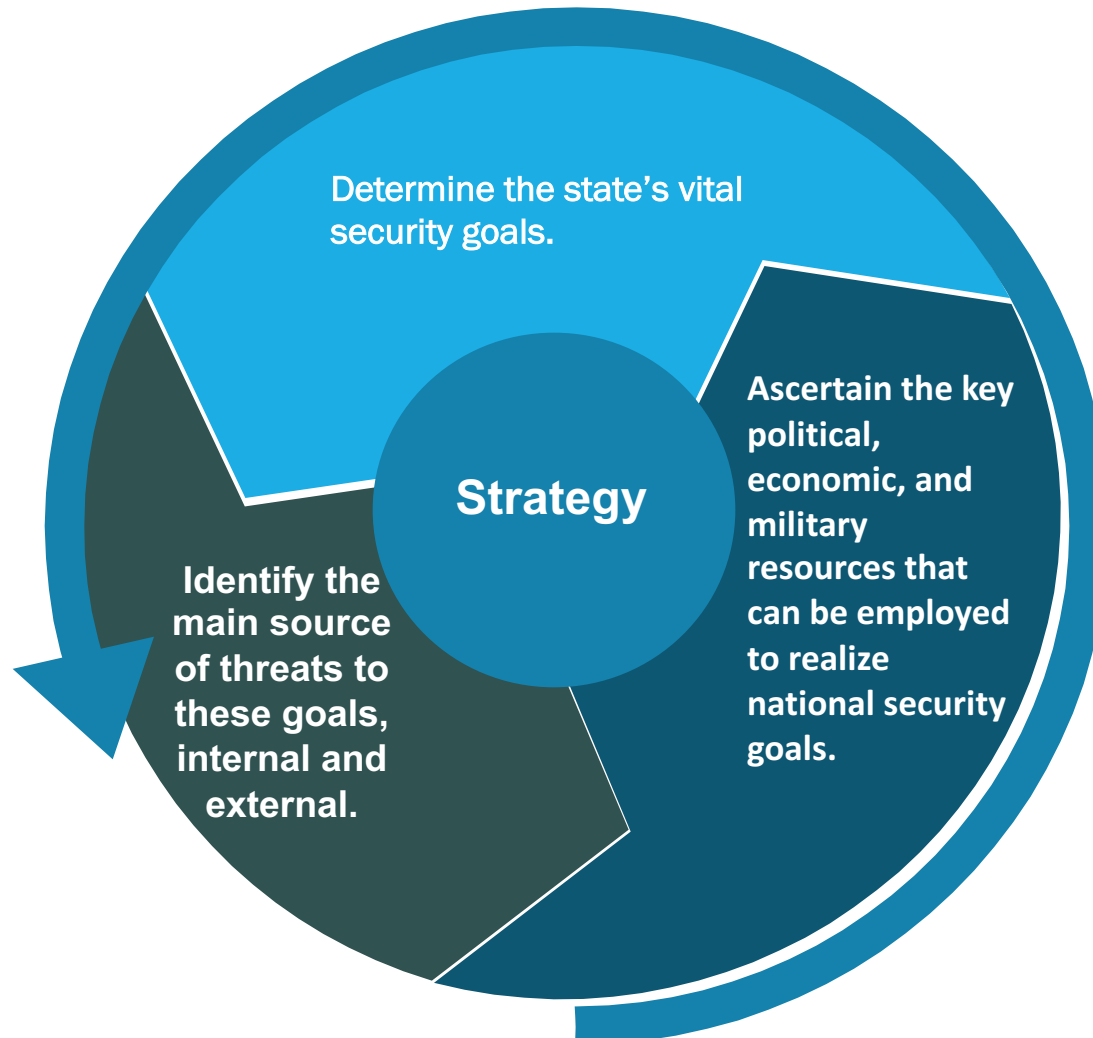 Determine the state’s vital
security goals.
Strategy
Ascertain the key
political,
economic, and
military
resources that
can be employed
to realize
national security
goals.
Identify the
main source
of threats to
these goals,
internal and
external.